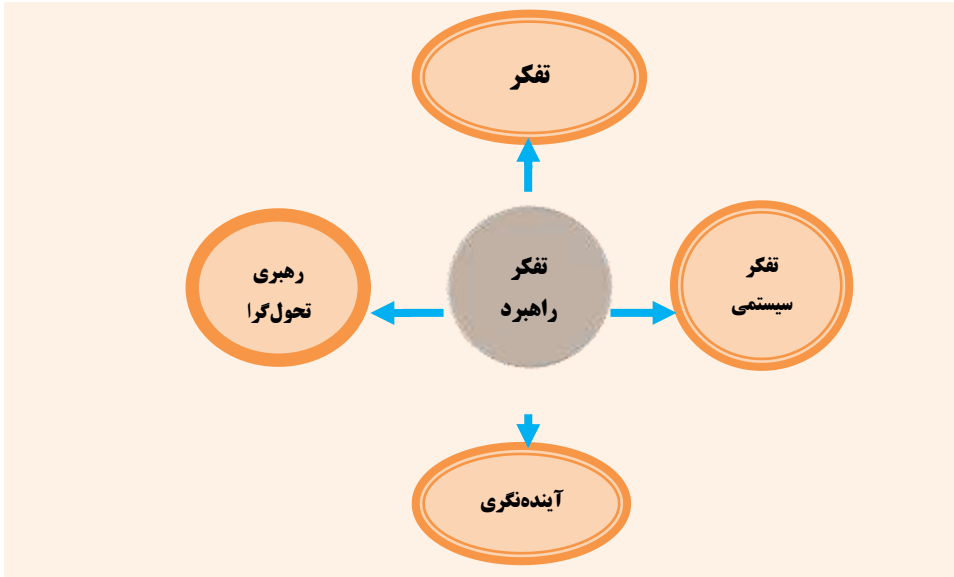 تفکر
تفکر
سیستمی
تفکر
راهبرد
رهبری
تحول‌گرا
آینده‌نگری